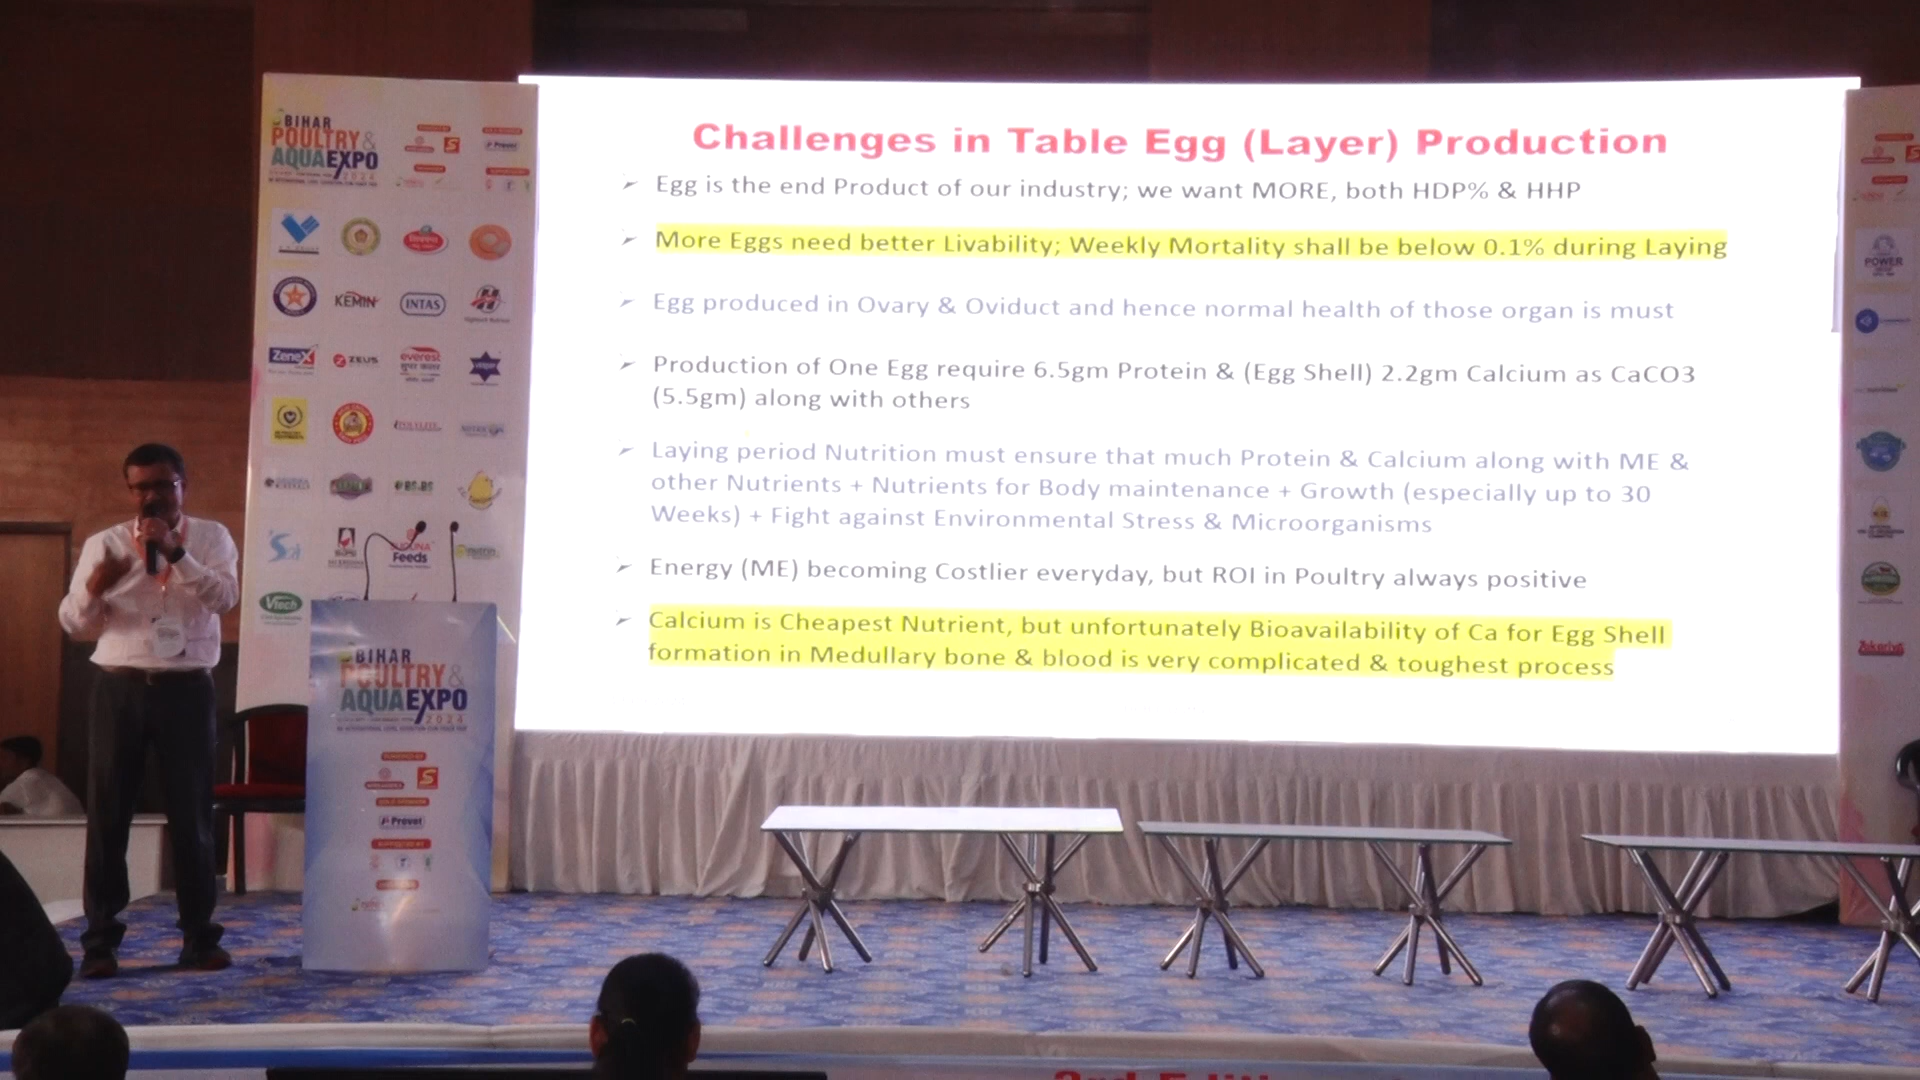 Challenges in Table Egg (Layer) Production
Egg is the end Product of our industry; we want MORE, both HDP% & HHP
More Eggs need better Livability; Weekly Mortality shall be below 0.1% during Laying
Egg produced in Ovary & Oviduct and hence normal health of those organ is must
Production of One Egg require 6.5gm Protein & (Egg Shell) 2.2gm Calcium as CaCO3
(5.5gm) along with others
Laying period Nutrition must ensure that much Protein & Calcium along with ME &
other Nutrients + Nutrients for Body maintenance + Growth (especially up to 30
Weeks) + Fight against Environmental Stress & Microorganisms
Energy (ME) becoming Costlier everyday, but ROI in Poultry always positive
Calcium is Cheapest Nutrient, but unfortunately Bioavailability of Ca for Egg Shell
formation in Medullary bone & blood is very complicated & toughest process
BIHAR
POULTRY &
AQUA EXPO
2024
Provet
KEMIN
INTAS
ZeneX
ZEUS
everest
Feeds
Vtech
BIHAR
POULTRY &
AQUA EXPO
2024
Provet
POWER